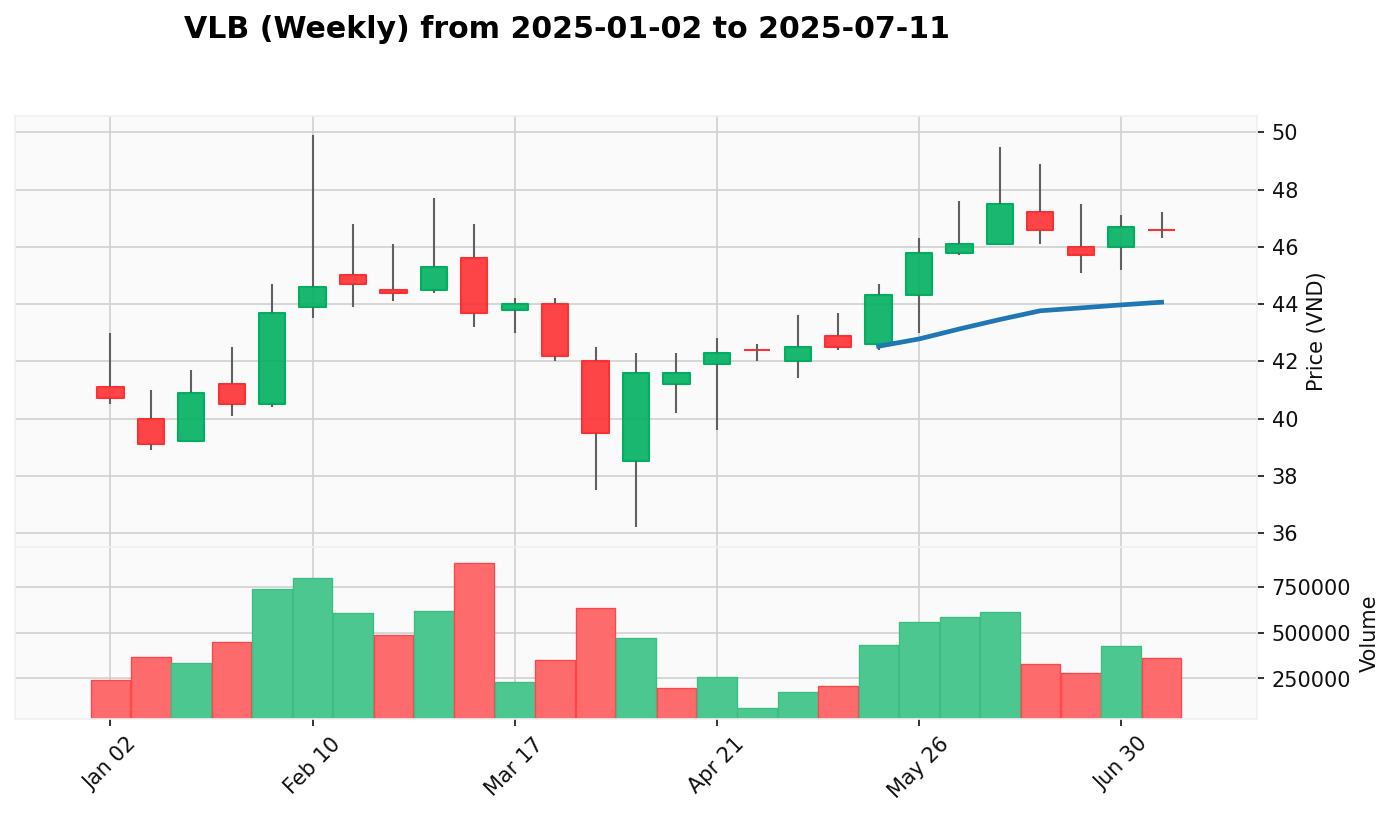 VLB (Weekly) from 2025-01-02 to 2025-07-11
50
48
46
44
42
40
38
36
Price (VND)
750000
500000
250000
Volume
Jan 02
Feb 10
Mar 17
Apr 21
May 26
Jun 30